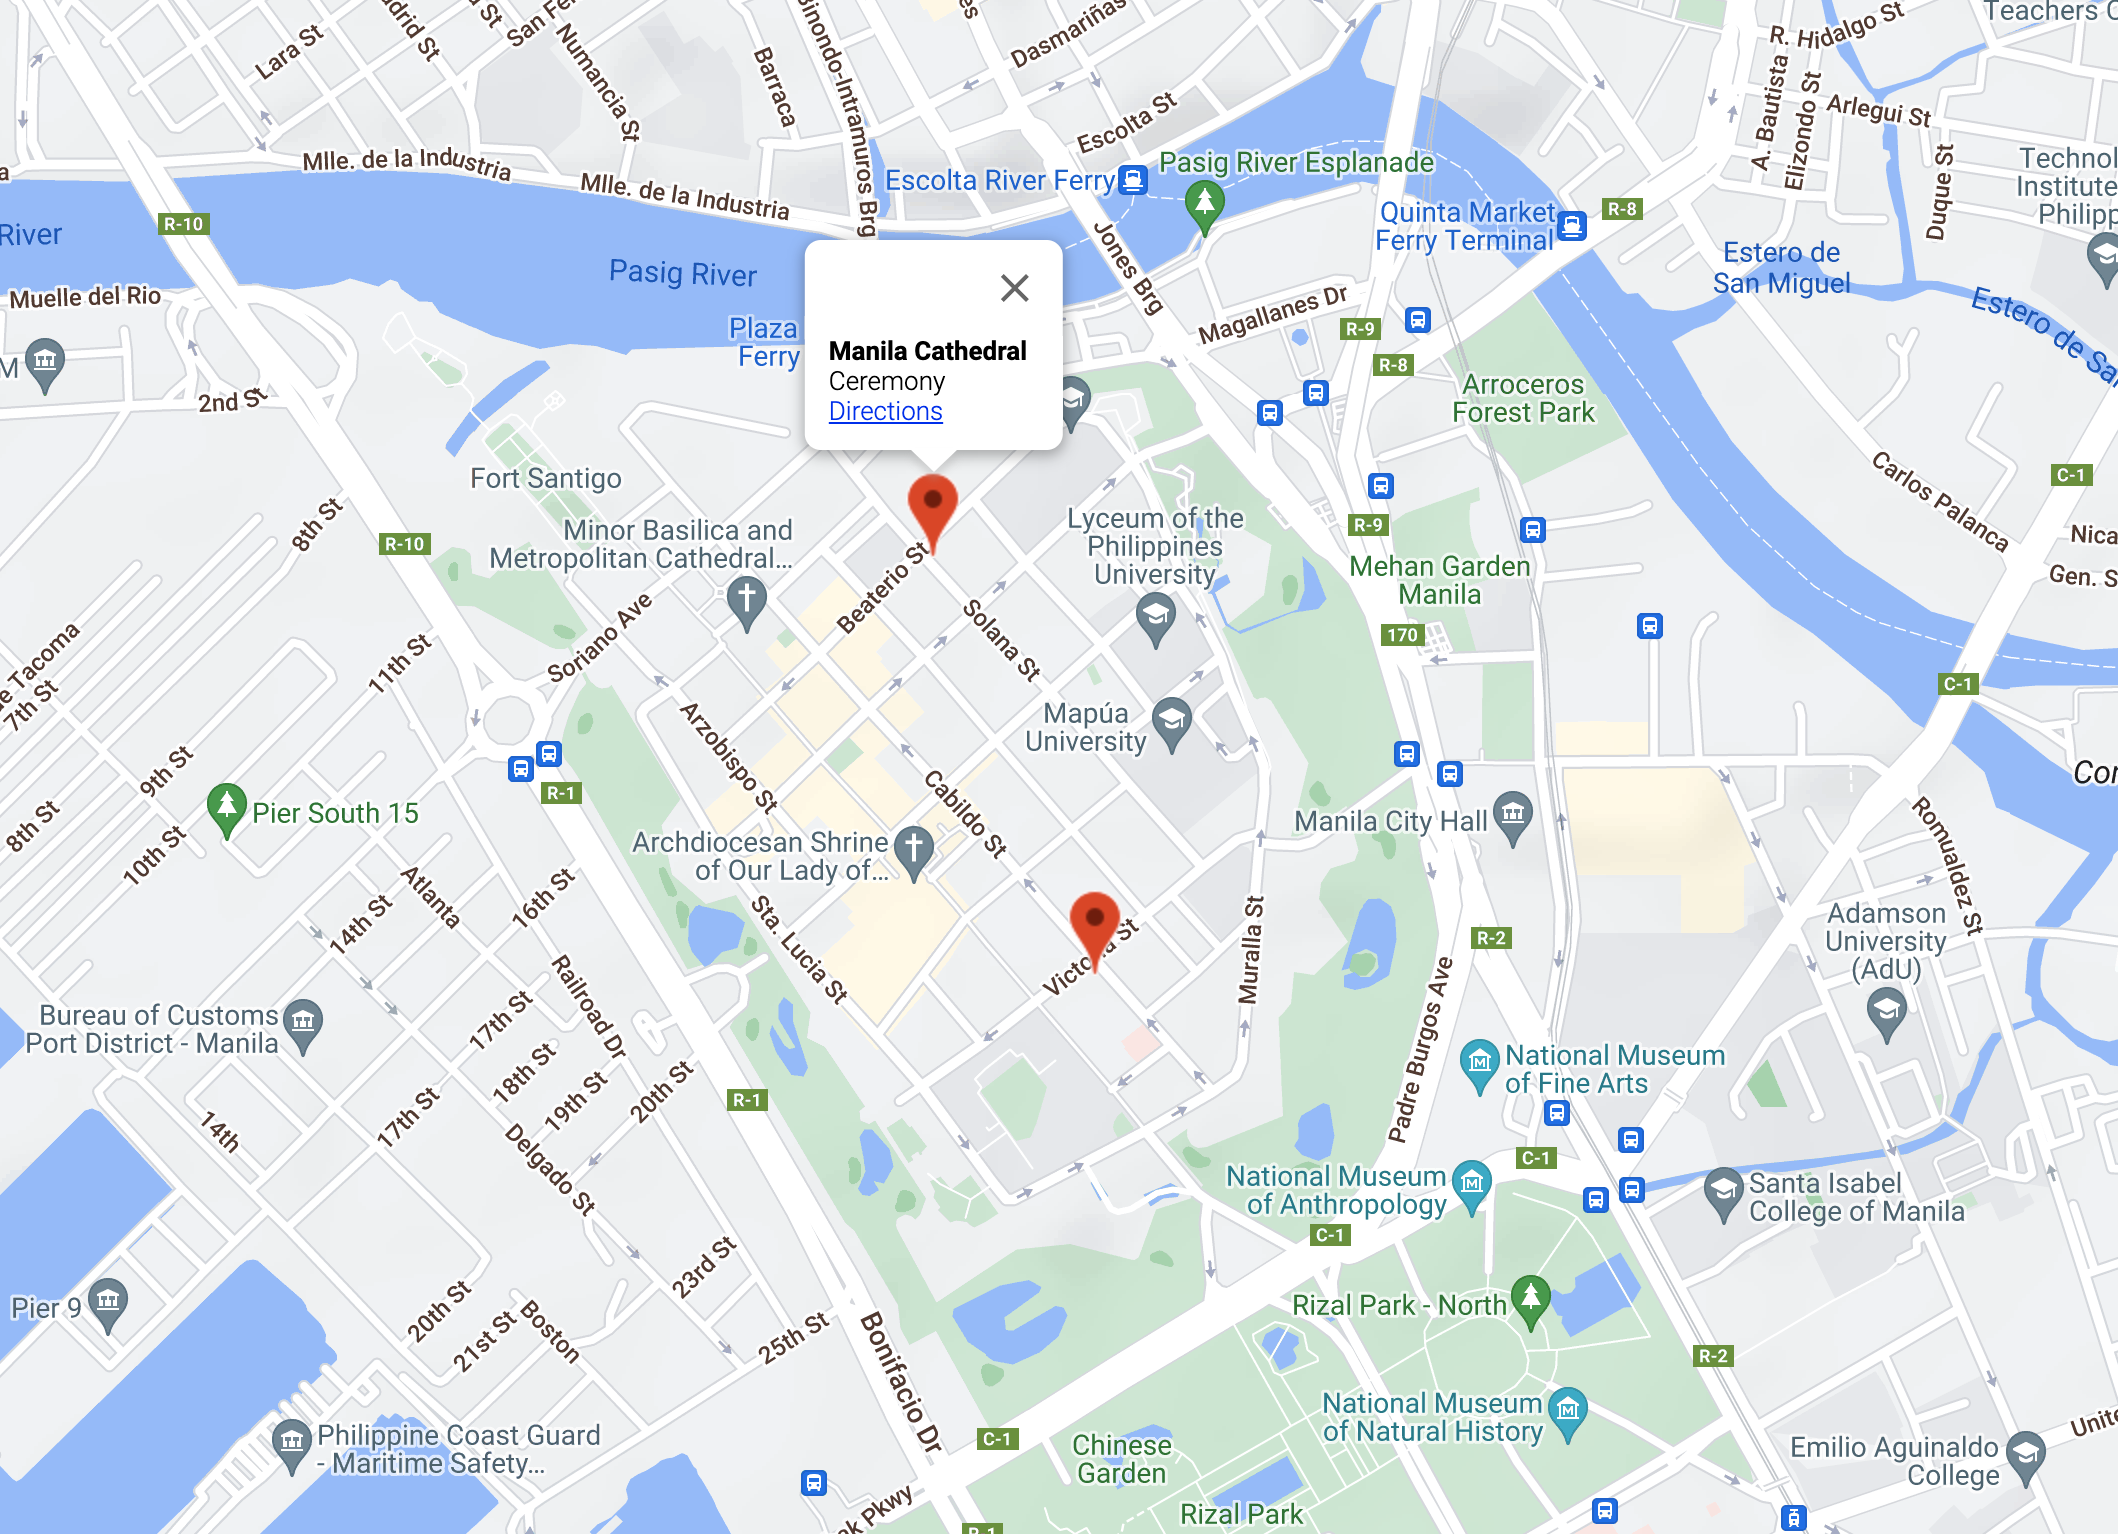 Teachers C
R. Hidalgo St
Dasmariñas
Lara St
Numancia St
Barraca
Binondo-Intramuros Brg
Escolta St
A. Bautista
Elizondo St
Arlegui St
Duque St
Mlle. de la Industria
Mlle. de la Industria
Escolta River Ferry
Pasig River Esplanade
Technol
Institute
Philipp
R-10
River
Pasig River
Quinta Market
Ferry Terminal
R-8
Jones Brg
Estero de
San Miguel
Estero de Sa
Muelle del Rio
Plaza
Ferry
Magallanes Dr
R-9
R-8
M
Manila Cathedral
Ceremony
Directions
2nd St
Arroceros
Forest Park
Carlos Palanca
C-1
Fort Santigo
8th St
R-10
Minor Basilica and
Metropolitan Cathedral...
Lyceum of the
Philippines
University
R-9
Nica
Gen. S
Mehan Garden
Manila
Beaterio St
Solana St
170
Soriano Ave
11th St
de Tacoma
7th St
C-1
Mapúa
University
Arzobispo St
9th St
R-1
Cabildo St
Con
Pier South 15
8th St
10th St
Manila City Hall
Romualdez St
Archdiocesan Shrine
of Our Lady of...
Atlanta
14th St
16th St
Sta. Lucia St
Victoria St
Muralla St
R-2
Adamson
University
(AdU)
Railroad Dr
Padre Burgos Ave
Bureau of Customs
Port District - Manila
17th St
18th St
19th St
20th St
R-1
National Museum
of Fine Arts
14th
17th St
Delgado St
C-1
National Museum
of Anthropology
Santa Isabel
College of Manila
C-1
23rd St
Pier 9
20th St
21st St
Boston
25th St
Bonifacio Dr
Rizal Park - North
R-2
National Museum
of Natural History
Philippine Coast Guard
- Maritime Safety...
C-1
Chinese
Garden
Emilio Aguinaldo
College
Unite
Pkwy
Rizal Park
R-1